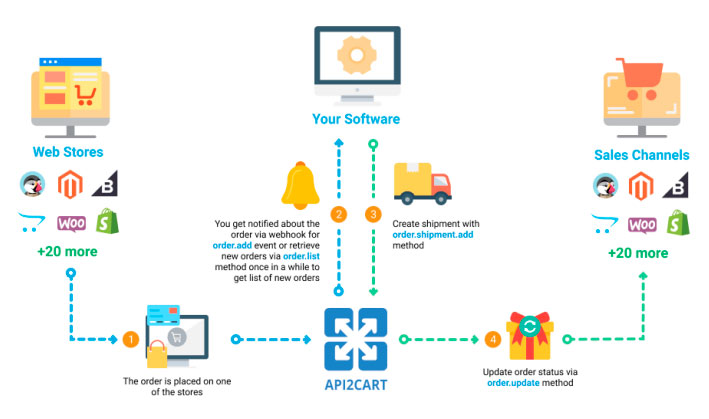 Your Software
Web Stores
B
WOO
S
+20 more
Sales Channels
B
WOO
S
+20 more
1
The order is placed on one
of the stores
2
You get notified about the
order via webhook for
order.add event or retrieve
new orders via order.list
method once in a while to
get list of new orders
3
Create shipment with
order.shipment.add
method
API2CART
4
Update order status via
order.update method